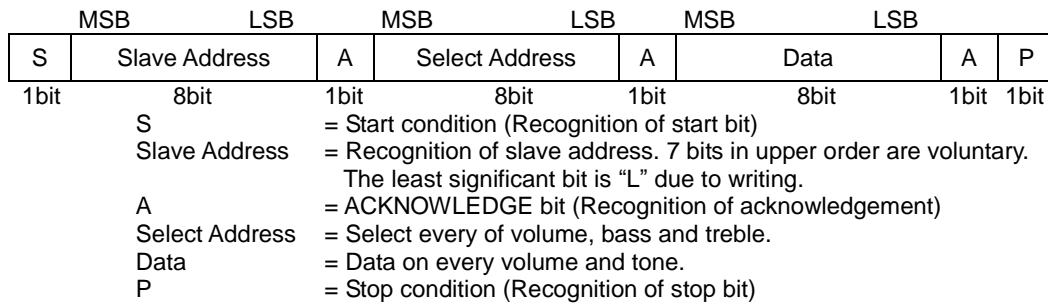 MSB LSB MSB LSB MSB LSB
S Slave Address A Select Address A Data A P
1bit 8bit 1bit 8bit 1bit 8bit 1bit 1bit
S = Start condition (Recognition of start bit)
Slave Address = Recognition of slave address. 7 bits in upper order are voluntary.
The least significant bit is “L” due to writing.
A = ACKNOWLEDGE bit (Recognition of acknowledgement)
Select Address = Select every of volume, bass and treble.
Data = Data on every volume and tone.
P = Stop condition (Recognition of stop bit)